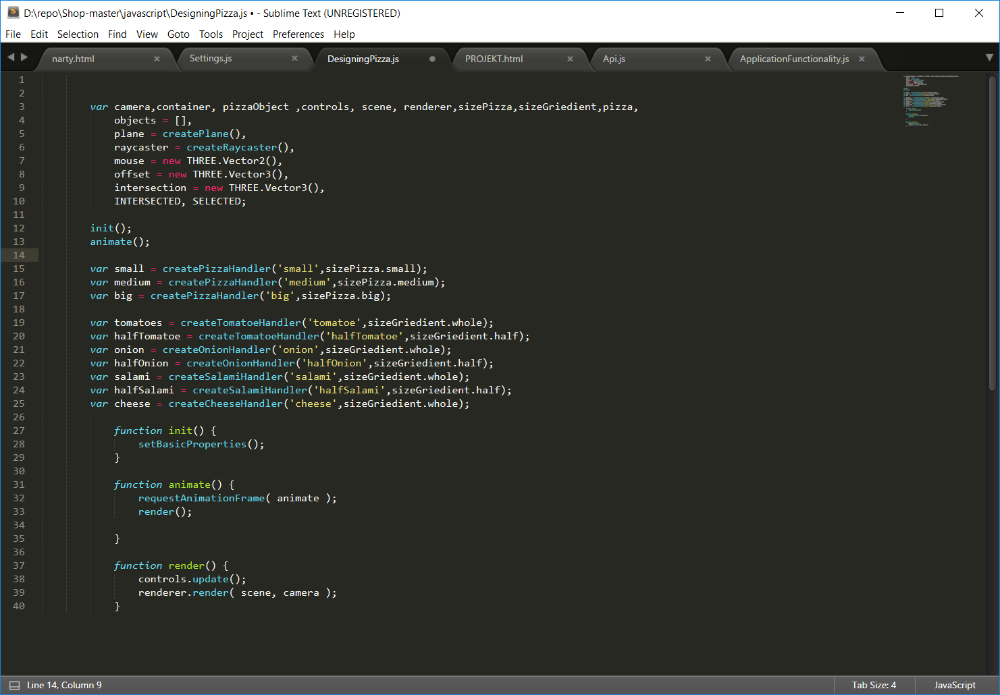 D:\repo\Shop-master\javascript\DesigningPizza.js • - Sublime Text (UNREGISTERED)
File Edit Selection Find View Goto Tools Project Preferences Help
narty.html Settings.js DesigningPizza.js PROJEKT.html Api.js ApplicationFunctionality.js
1
2
3 var camera,container, pizzaObject ,controls, scene, renderer,sizePizza,sizeGriedient,pizza,
4 objects = [],
5 plane = createPlane(),
6 raycaster = createRaycaster(),
7 mouse = new THREE.Vector2(),
8 offset = new THREE.Vector3(),
9 intersection = new THREE.Vector3(),
10 INTERSECTED, SELECTED;
11
12 init();
13 animate();
14
15 var small = createPizzaHandler('small',sizePizza.small);
16 var medium = createPizzaHandler('medium',sizePizza.medium);
17 var big = createPizzaHandler('big',sizePizza.big);
18
19 var tomatoes = createTomatoeHandler('tomatoe',sizeGriedient.whole);
20 var halfTomatoe = createTomatoeHandler('halfTomatoe',sizeGriedient.half);
21 var onion = createOnionHandler('onion',sizeGriedient.whole);
22 var halfOnion = createOnionHandler('halfOnion',sizeGriedient.half);
23 var salami = createSalamiHandler('salami',sizeGriedient.whole);
24 var halfSalami = createSalamiHandler('halfSalami',sizeGriedient.half);
25 var cheese = createCheeseHandler('cheese',sizeGriedient.whole);
26
27 function init() {
28 setBasicProperties();
29 }
30
31 function animate() {
32 requestAnimationFrame( animate );
33 render();
34
35 }
36
37 function render() {
38 controls.update();
39 renderer.render( scene, camera );
40 }
Line 14, Column 9 Tab Size: 4 JavaScript